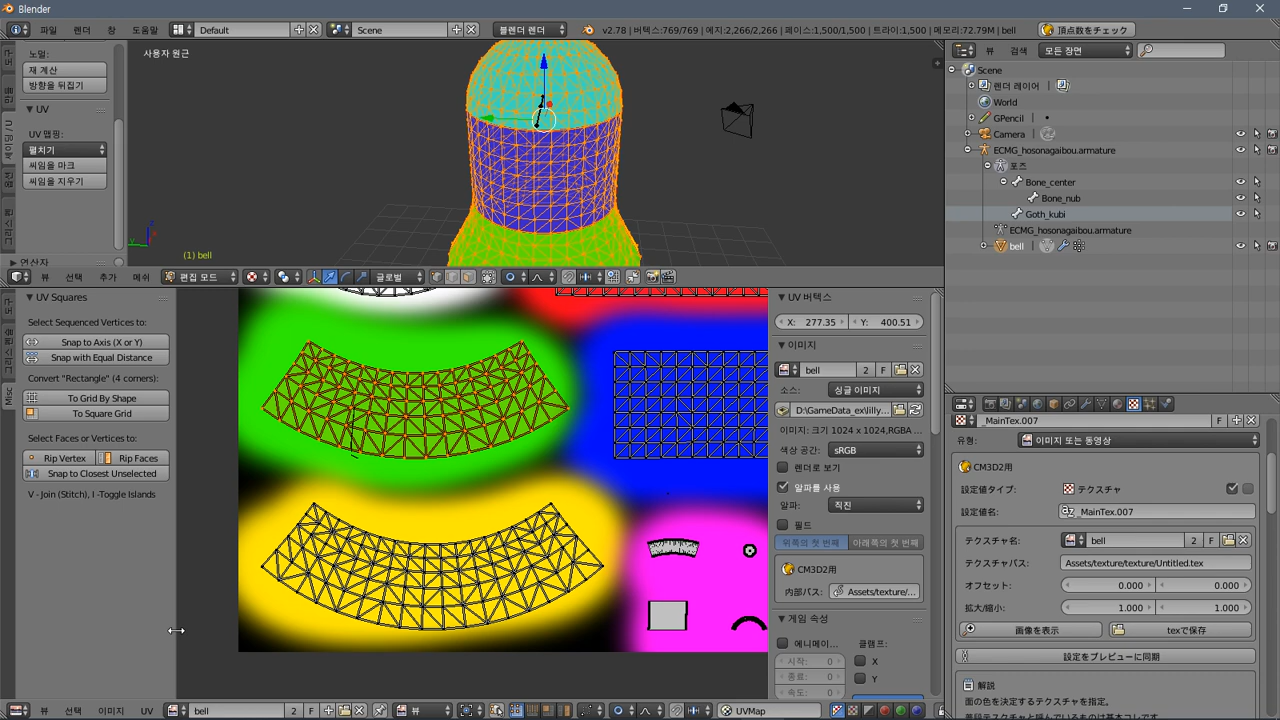 Blender
파일 렌더 창 도움말 Default Scene 블렌더 렌더 v2.78 | 버텍스:769/769 | 에지:2,266/2,266 | 페이스:1,500/1,500 | 트라이:1,500 | 메모리:72.79M | bell 頂点数をチェック
노멀:
재 계산
방향을 뒤집기
UV
UV 맵핑:
펼치기
씨임을 마크
씨임을 지우기
연산자
사용자 원근
(1) bell
뷰 선택 추가 메쉬 편집 모드 글로벌
UV Squares
Select Sequenced Vertices to:
Snap to Axis (X or Y)
Snap with Equal Distance
Convert "Rectangle" (4 corners):
To Grid By Shape
To Square Grid
Select Faces or Vertices to:
Rip Vertex Rip Faces
Snap to Closest Unselected
V - Join (Stitch), I -Toggle Islands
Misc
UV 버텍스
X: 277.35 Y: 400.51
이미지
bell 2 F
소스: 싱글 이미지
D:\GameData_ex\lilly...
이미지: 크기 1024 x 1024,RGBA ...
색상 공간: sRGB
렌더로 보기
알파를 사용
알파: 직진
필드
위쪽의 첫 번째 아래쪽의 첫 번째
CM3D2用
内部パス: Assets/texture/...
게임 속성
에니메이... 클램프:
시작: 0 X
종료: 0 Y
속도: 0
뷰 선택 이미지 UV bell 2 F 뷰 UVMap
뷰 검색 모든 장면
Scene
렌더 레이어
World
GPencil
Camera
ECMG_hosonagaibou.armature
포즈
Bone_center
Bone_nub
Goth_kubi
ECMG_hosonagaibou.armature
bell
_MainTex.007 F
유형: 이미지 또는 동영상
CM3D2用
設定値タイプ: テクスチャ
設定値名: _MainTex.007
テクスチャ名: bell 2 F
テクスチャパス: Assets/texture/texture/Untitled.tex
オフセット: 0.000 0.000
拡大/縮小: 1.000 1.000
画像を表示 texで保存
設定をプレビューに同期
解説
面の色を決定するテクスチャを指定。